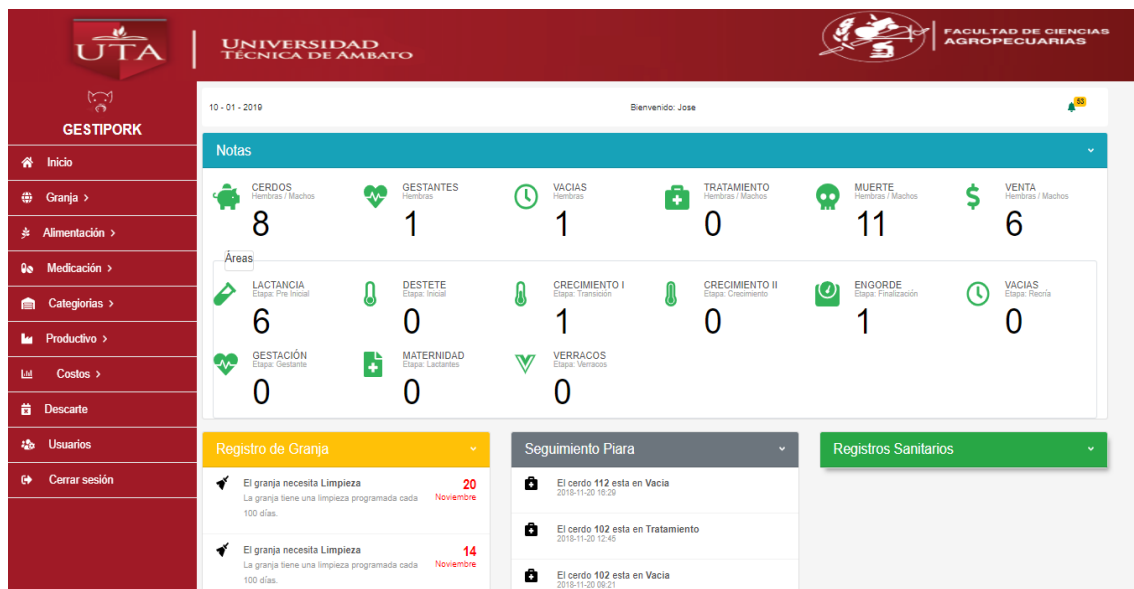 UTA
UNIVERSIDAD
TÉCNICA DE AMBATO
FACULTAD DE CIENCIAS
AGROPECUARIAS
GESTIPORK
Inicio
Granja >
Alimentación >
Medicación >
Categiorias >
Productivo >
Costos >
Descarte
Usuarios
Cerrar sesión
10 - 01 - 2019
Bienvenido: Jose
53
Notas
CERDOS
Hembras / Machos
8
GESTANTES
Hembras
1
VACIAS
Hembras
1
TRATAMIENTO
Hembras / Machos
0
MUERTE
Hembras / Machos
11
VENTA
Hembras / Machos
6
Áreas
LACTANCIA
Etapa: Pre Inicial
6
DESTETE
Etapa: Inicial
0
CRECIMIENTO I
Etapa: Transición
1
CRECIMIENTO II
Etapa: Crecimiento
0
ENGORDE
Etapa: Finalización
1
VACIAS
Etapa: Recría
0
GESTACIÓN
Etapa: Gestante
0
MATERNIDAD
Etapa: Lactantes
0
VERRACOS
Etapa: Verracos
0
Registro de Granja
El granja necesita Limpieza
La granja tiene una limpieza programada cada
100 días.
20
Noviembre
El granja necesita Limpieza
La granja tiene una limpieza programada cada
100 días.
14
Noviembre
Seguimiento Piara
El cerdo 112 esta en Vacia
2018-11-20 16:29
El cerdo 102 esta en Tratamiento
2018-11-20 12:45
El cerdo 102 esta en Vacia
2018-11-20 09:21
Registros Sanitarios